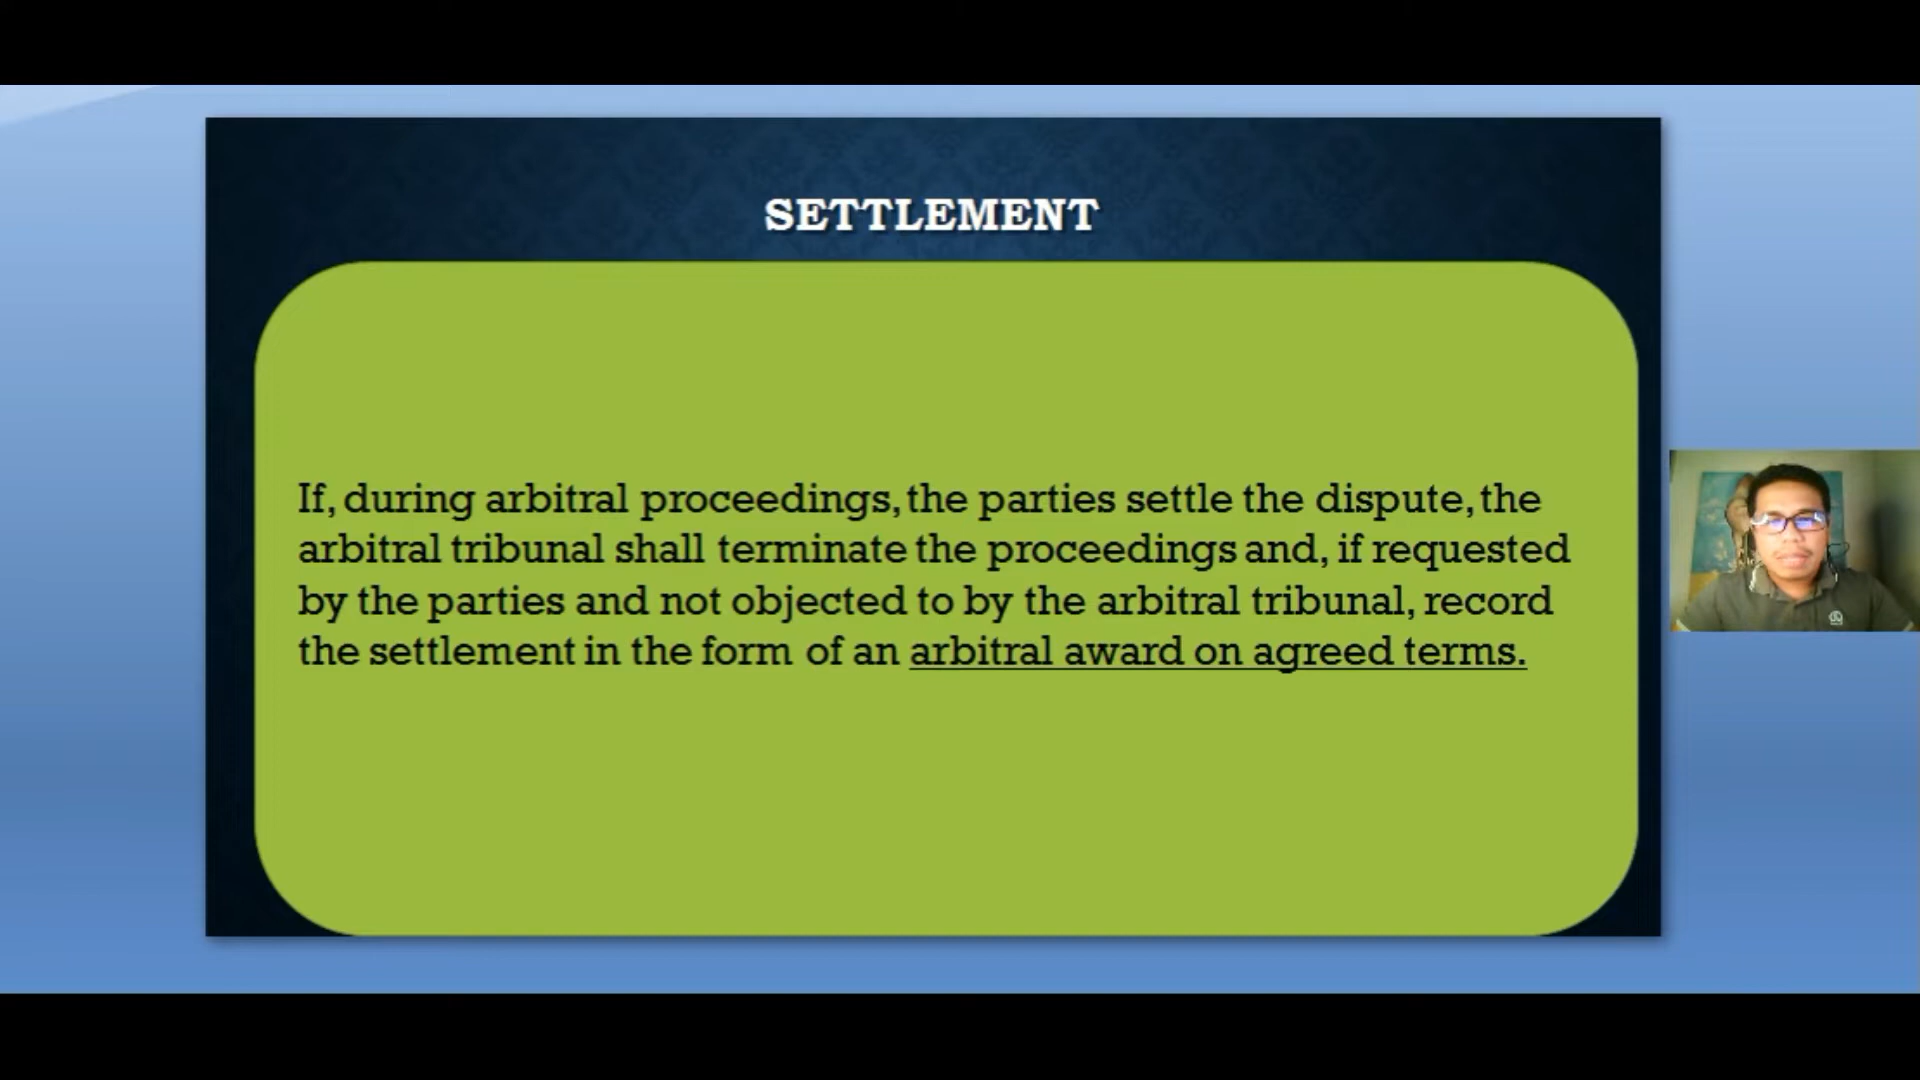 SETTLEMENT
If, during arbitral proceedings, the parties settle the dispute, the
arbitral tribunal shall terminate the proceedings and, if requested
by the parties and not objected to by the arbitral tribunal, record
the settlement in the form of an arbitral award on agreed terms.